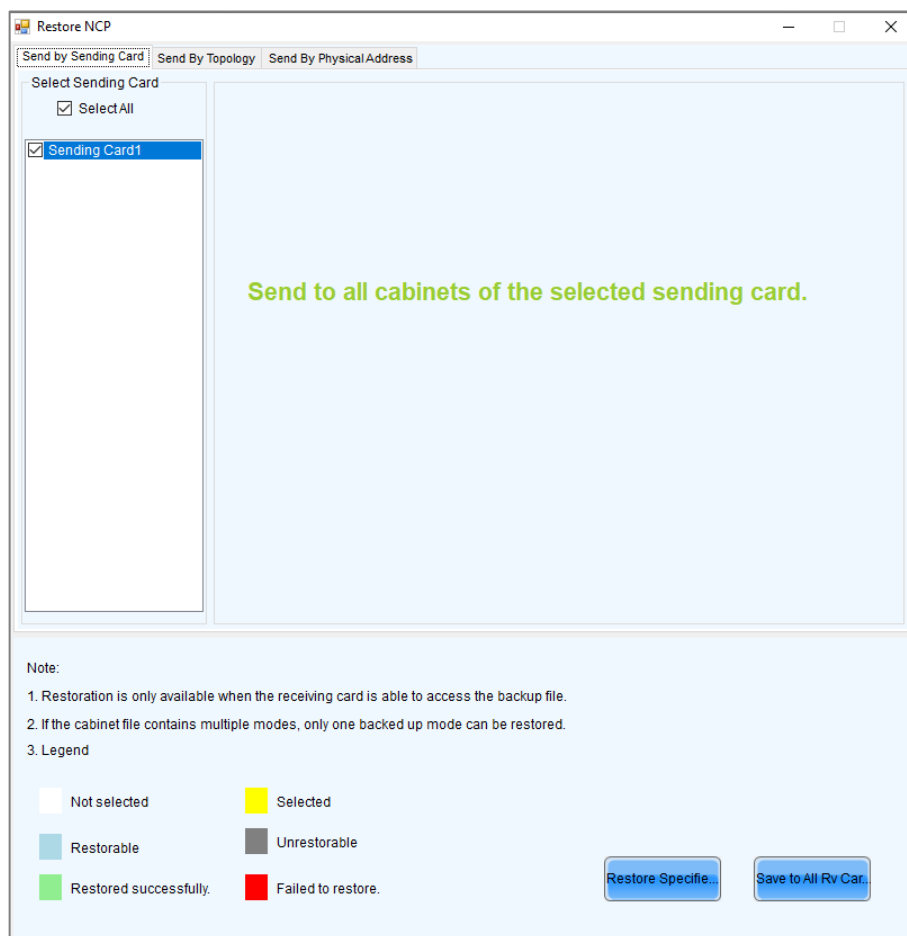 Restore NCP
Send by Sending Card Send By Topology Send By Physical Address
Select Sending Card
Select All
Sending Card1
Send to all cabinets of the selected sending card.
Note:
1. Restoration is only available when the receiving card is able to access the backup file.
2. If the cabinet file contains multiple modes, only one backed up mode can be restored.
3. Legend
Not selected Selected
Restorable Unrestorable
Restored successfully. Failed to restore.
Restore Specifie... Save to All Rv Car...